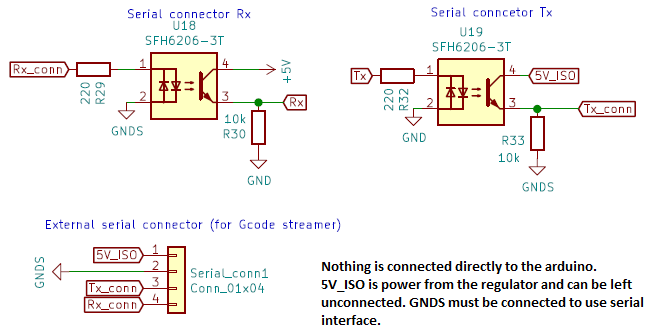 Serial connector Rx
U18
SFH6206-3T
Rx_conn
220
R29
1
2
4
3
+5V
Rx
GNDS
10k
R30
GND
Serial conncetor Tx
U19
SFH6206-3T
Tx
220
R32
1
2
4
3
5V_ISO
Tx_conn
GND
R33
10k
GNDS
External serial connector (for Gcode streamer)
GNDS
5V_ISO
Tx_conn
Rx_conn
1
2
3
4
Serial_conn1
Conn_01x04
Nothing is connected directly to the arduino.
5V_ISO is power from the regulator and can be left
unconnected. GNDS must be connected to use serial
interface.